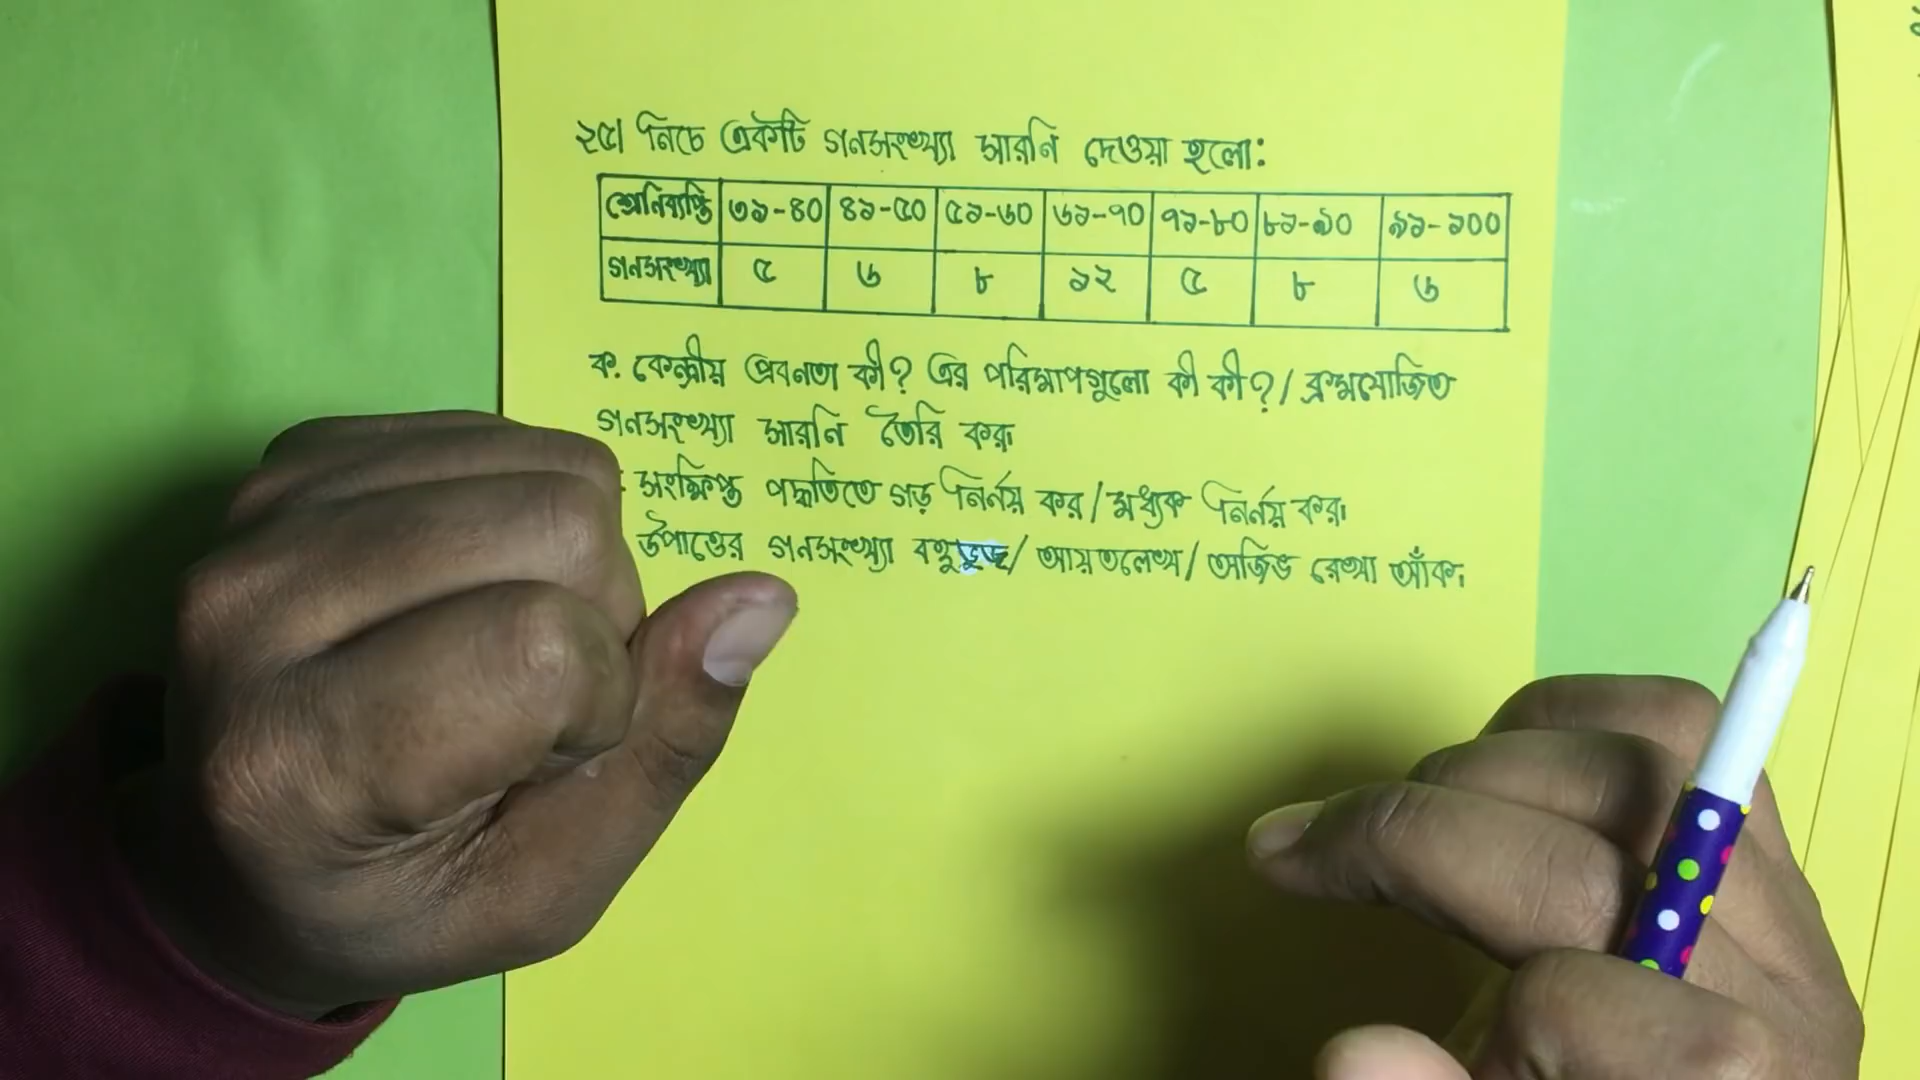 ২৫। নিচে একটি গনসংখ্যা সারনি দেওয়া হলো:
শ্রেনিব্যাপ্তি ৩১-৪০ ৪১-৫০ ৫১-৬০ ৬১-৭০ ৭১-৮০ ৮১-৯০ ৯১-১০০
গনসংখ্যা ৫ ৬ ৮ ১২ ৫ ৮ ৬
ক. কেন্দ্রীয় প্রবনতা কী? এর পরিমাপগুলো কী কী?/ ক্রমযোজিত
গনসংখ্যা সারনি তৈরি কর।
সংক্ষিপ্ত পদ্ধতিতে গড় নির্নয় কর/মধ্যক নির্নয় কর।
উপাত্তের গনসংখ্যা বহুভুজ/ আয়তলেখ/ অজিভ রেখা আঁক।